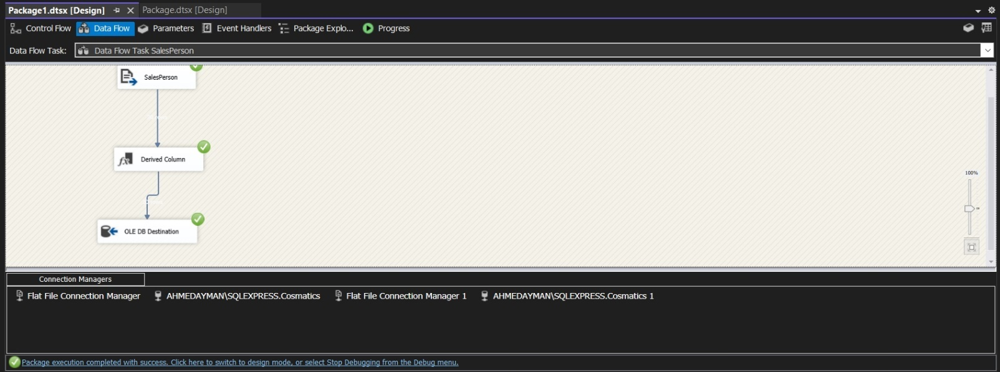 Package1.dtsx [Design] Package.dtsx [Design]
Control Flow Data Flow Parameters Event Handlers Package Explo... Progress
Data Flow Task: Data Flow Task SalesPerson
SalesPerson
Derived Column
100%
OLE DB Destination
Connection Managers
Flat File Connection Manager AHMEDAYMAN\SQLEXPRESS.Cosmatics Flat File Connection Manager 1 AHMEDAYMAN\SQLEXPRESS.Cosmatics 1
Package execution completed with success. Click here to switch to design mode, or select Stop Debugging from the Debug menu.